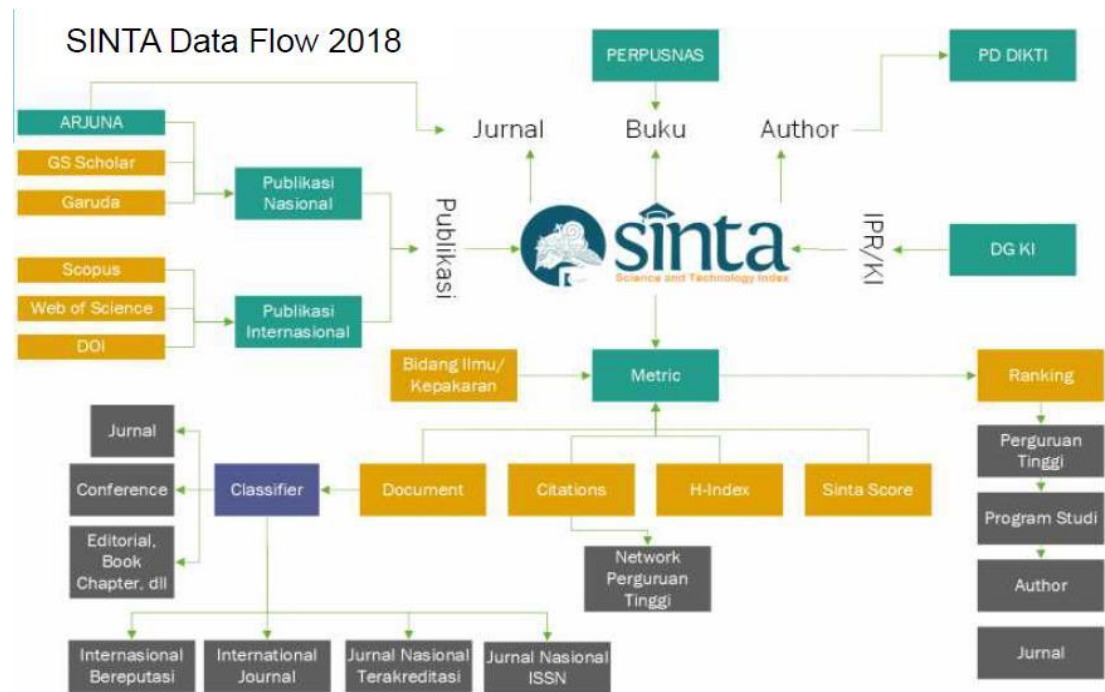 SINTA Data Flow 2018
PERPUSNAS
PD DIKTI
ARJUNA
Jurnal
Buku
Author
GS Scholar
Garuda
Publikasi
Nasional
Publikasi
sinta
Science and Technology Index
IPR/KI
DG KI
Scopus
Web of Science
DOI
Publikasi
Internasional
Bidang Ilmu/
Kepakaran
Metric
Ranking
Jurnal
Conference
Editorial,
Book
Chapter, dll
Classifier
Document
Citations
H-Index
Sinta Score
Network
Perguruan
Tinggi
Perguruan
Tinggi
Program Studi
Author
Jurnal
Internasional
Bereputasi
International
Journal
Jurnal Nasional
Terakreditasi
Jurnal Nasional
ISSN